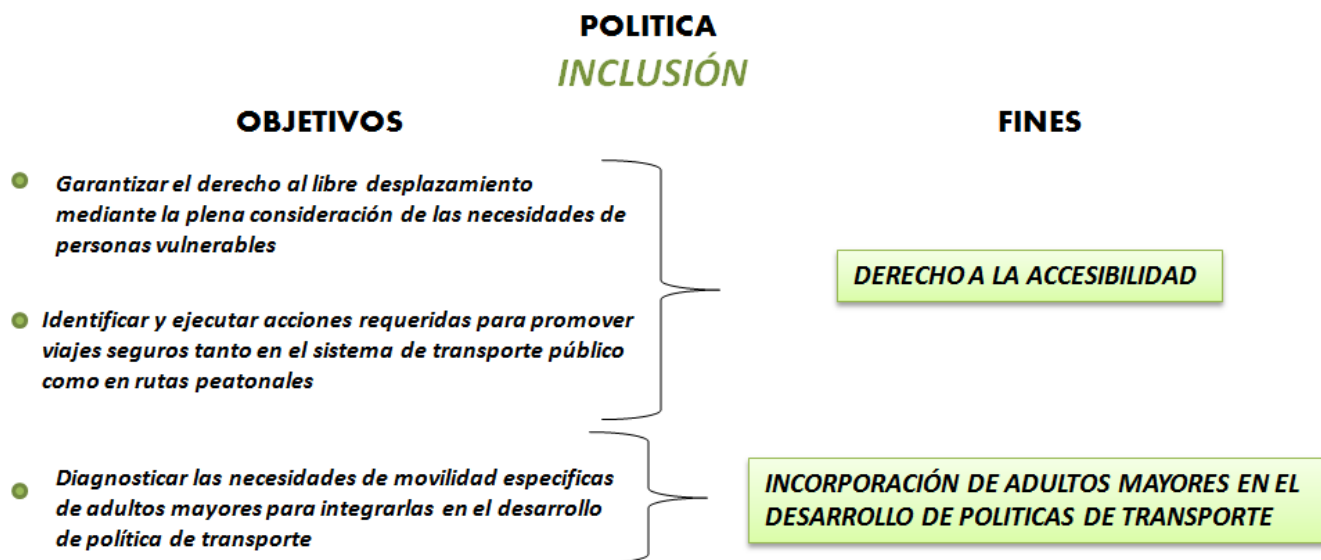 POLITICA
INCLUSIÓN
OBJETIVOS
FINES
Garantizar el derecho al libre desplazamiento
mediante la plena consideración de las necesidades de
personas vulnerables
DERECHO A LA ACCESIBILIDAD
Identificar y ejecutar acciones requeridas para promover
viajes seguros tanto en el sistema de transporte público
como en rutas peatonales
Diagnosticar las necesidades de movilidad especificas
de adultos mayores para integrarlas en el desarrollo
de política de transporte
INCORPORACIÓN DE ADULTOS MAYORES EN EL
DESARROLLO DE POLITICAS DE TRANSPORTE